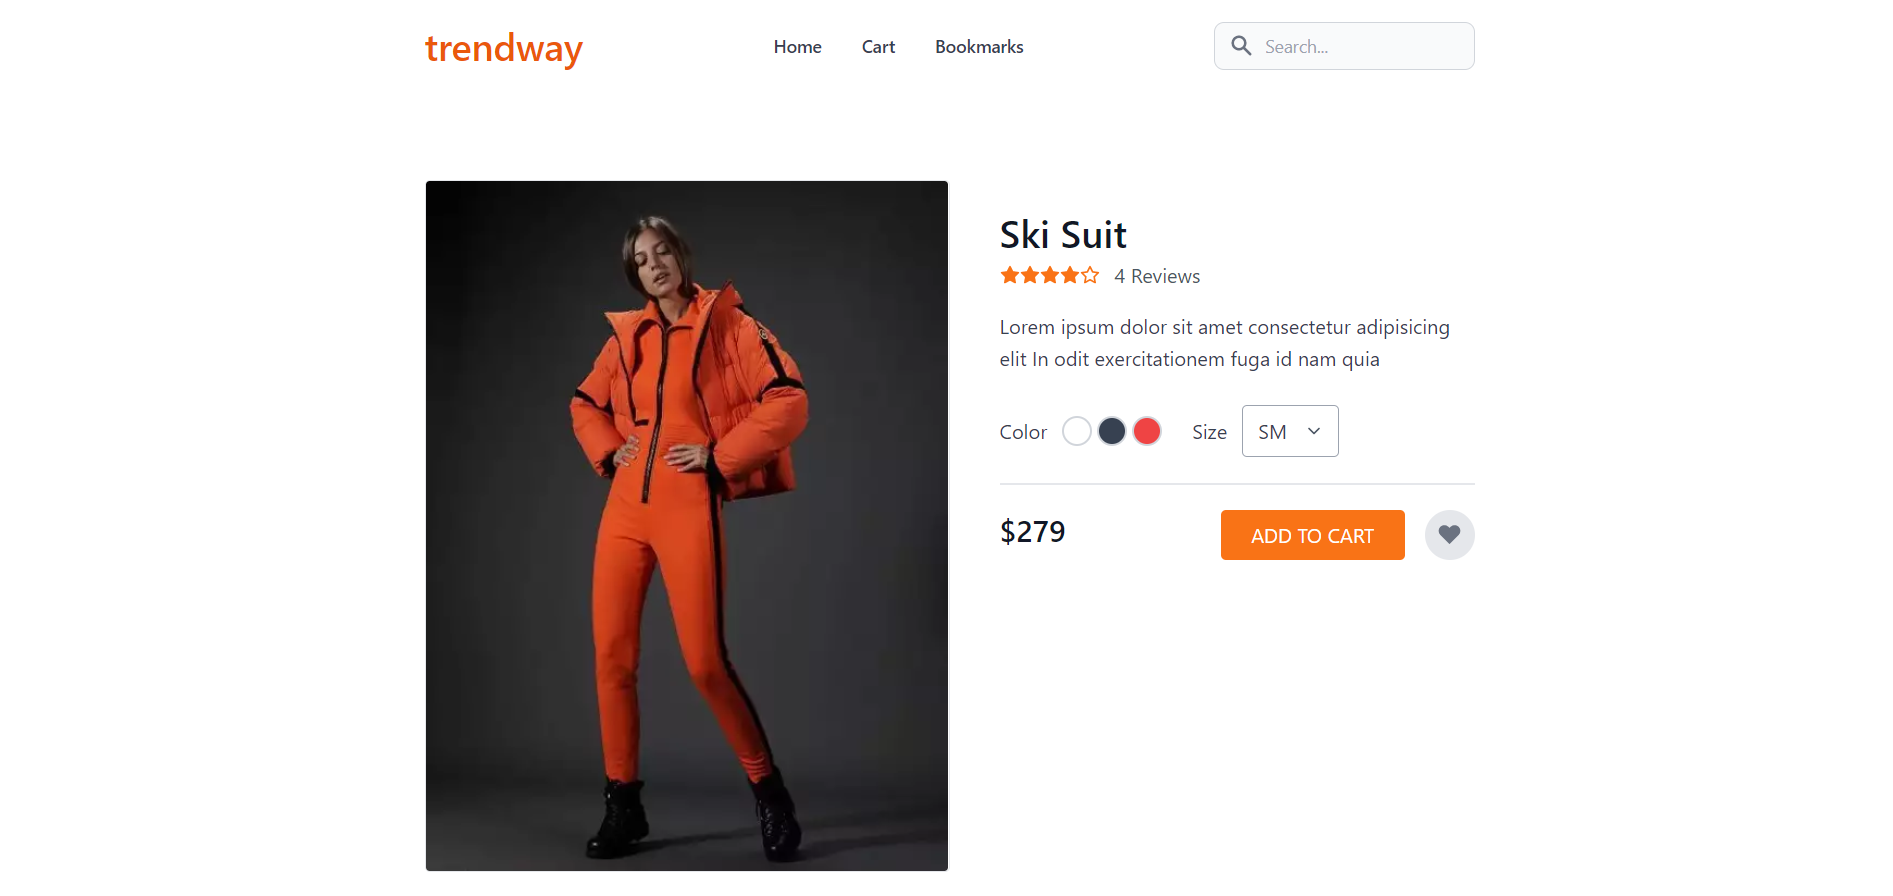 trendway
Home
Cart
Bookmarks
Search...
Ski Suit
4 Reviews
Lorem ipsum dolor sit amet consectetur adipisicing
elit In odit exercitationem fuga id nam quia
Color
Size
SM
$279
ADD TO CART